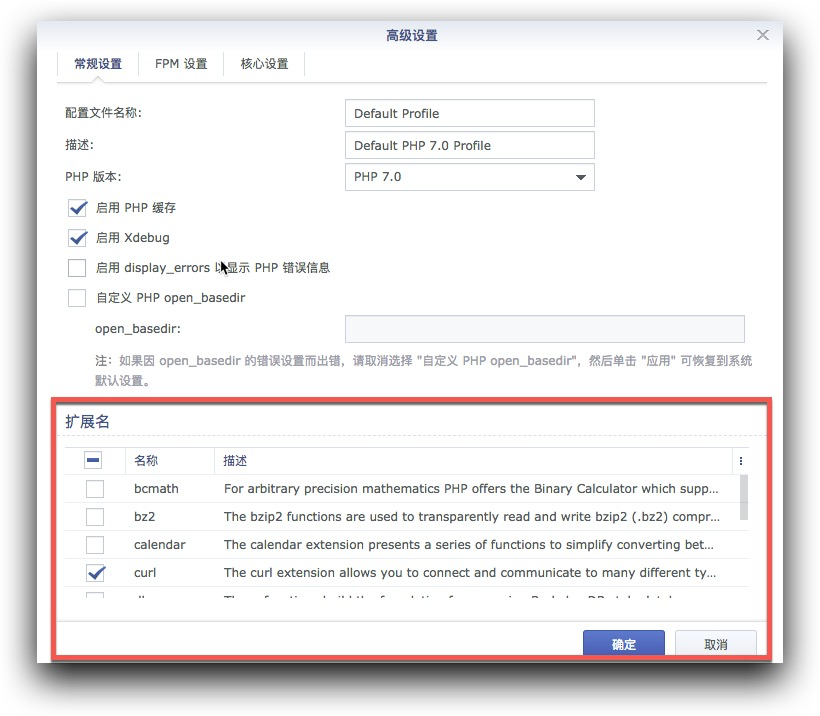 高级设置
常规设置 FPM 设置 核心设置
配置文件名称: Default Profile
描述: Default PHP 7.0 Profile
PHP 版本: PHP 7.0
启用 PHP 缓存
启用 Xdebug
启用 display_errors 以显示 PHP 错误信息
自定义 PHP open_basedir
open_basedir:
注：如果因 open_basedir 的错误设置而出错，请取消选择 "自定义 PHP open_basedir"，然后单击 "应用" 可恢复到系统
默认设置。
扩展名
名称 描述
bcmath For arbitrary precision mathematics PHP offers the Binary Calculator which supp...
bz2 The bzip2 functions are used to transparently read and write bzip2 (.bz2) compr...
calendar The calendar extension presents a series of functions to simplify converting bet...
curl The curl extension allows you to connect and communicate to many different ty...
确定 取消